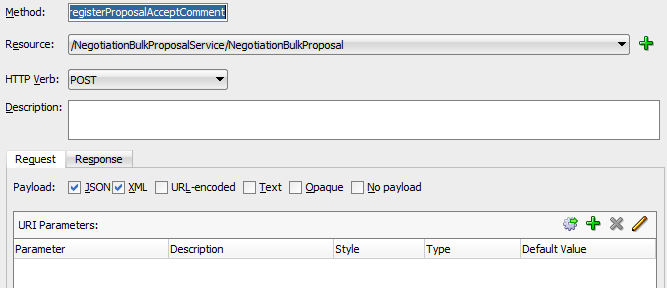 Method: registerProposalAcceptComment
Resource: /NegotiationBulkProposalService/NegotiationBulkProposal
HTTP Verb: POST
Description:
Request Response
Payload: JSON XML URL-encoded Text Opaque No payload
URI Parameters:
Parameter Description Style Type Default Value